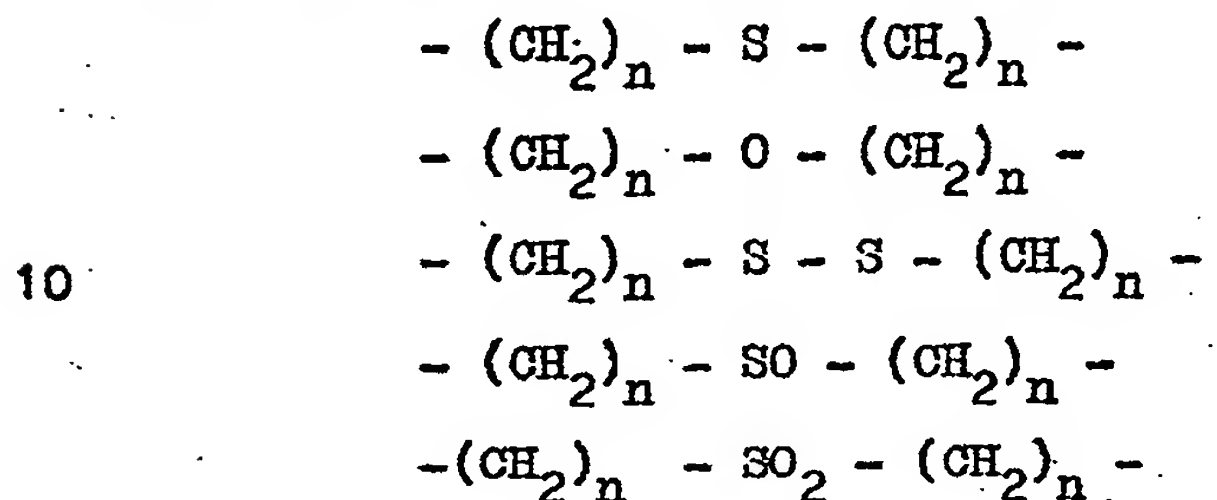 - (CH₂)ₙ - S - (CH₂)ₙ -
- (CH₂)ₙ - O - (CH₂)ₙ -
10 - (CH₂)ₙ - S - S - (CH₂)ₙ -
- (CH₂)ₙ - SO - (CH₂)ₙ -
-(CH₂)ₙ - SO₂ - (CH₂)ₙ -